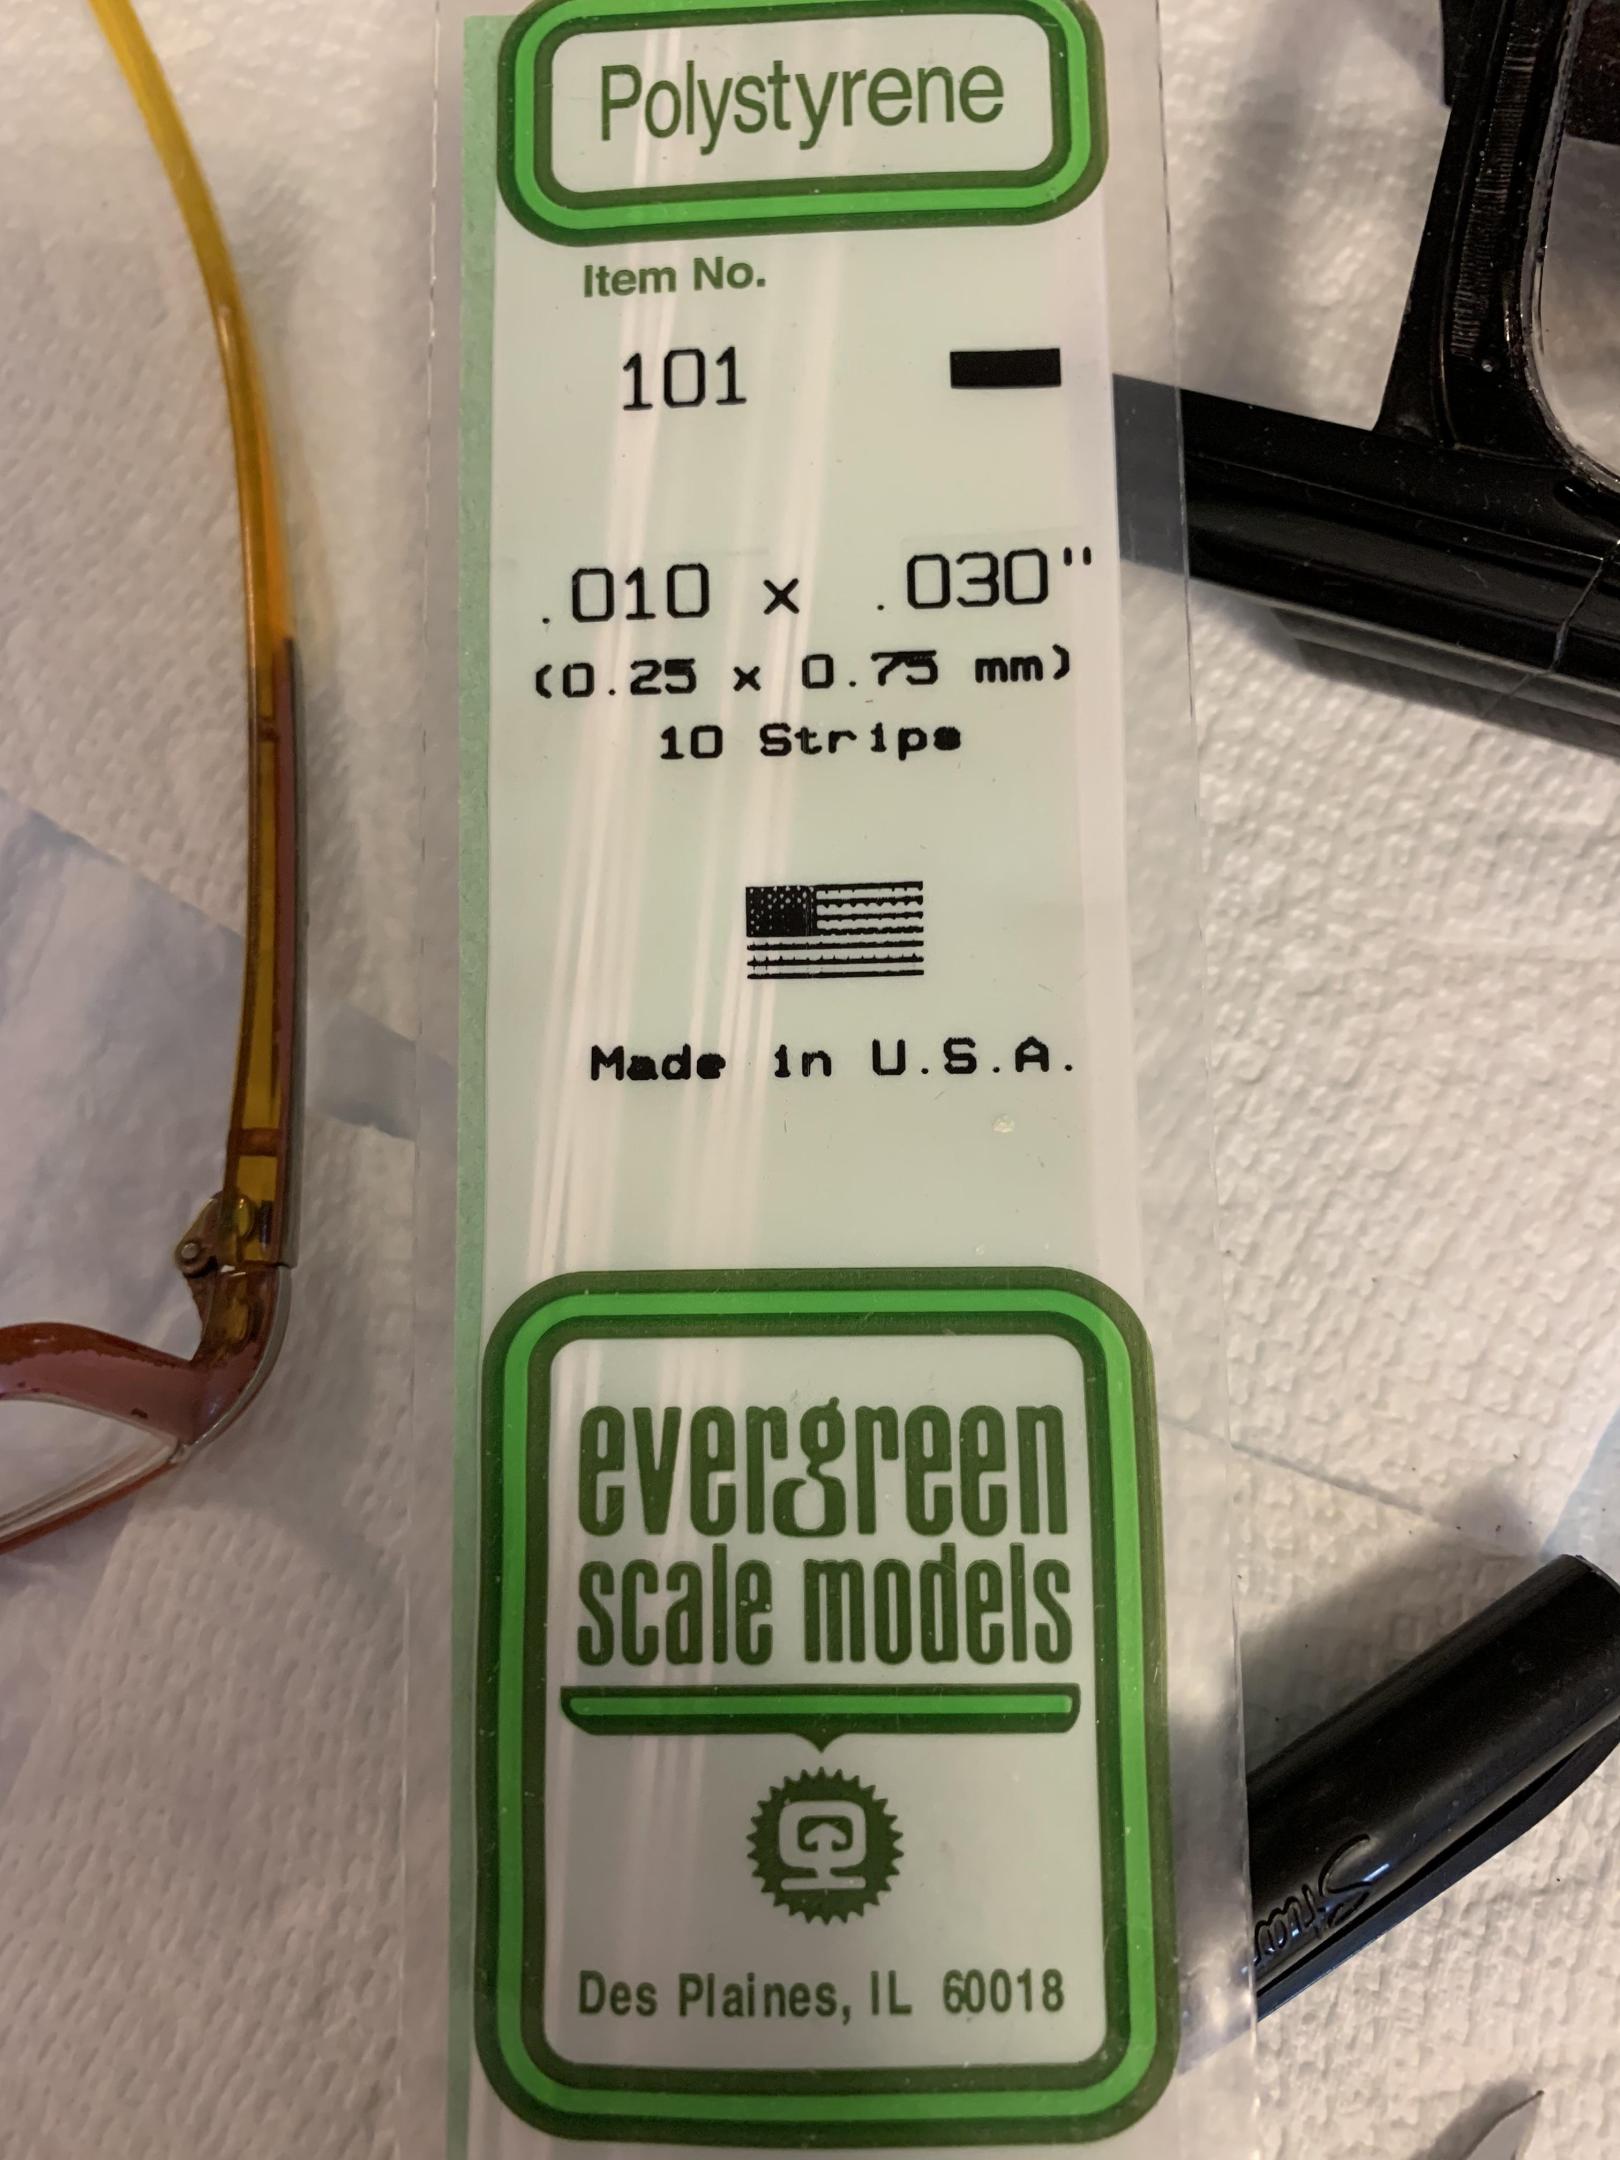 Polystyrene
Item No.
101
.010 x .030"
(0.25 x 0.75 mm)
10 Strips
Made in U.S.A.
evergreen
scale models
Des Plaines, IL 60018